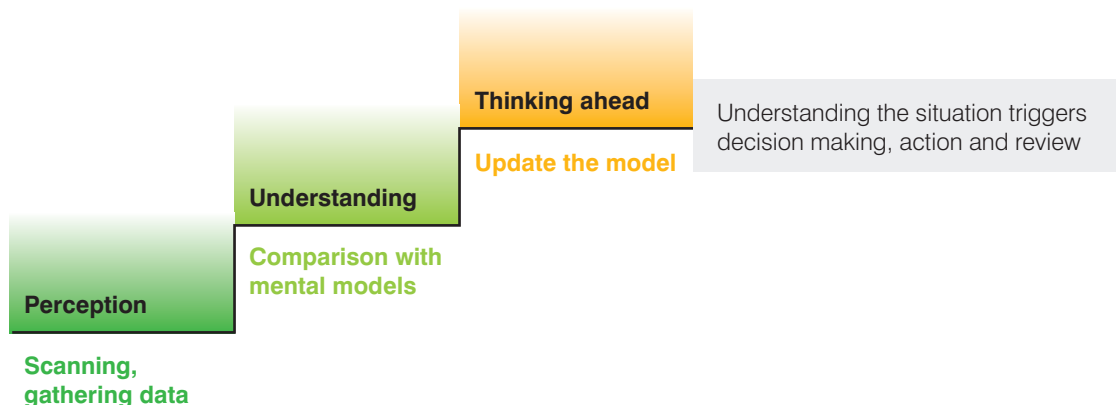 Thinking ahead
Update the model
Understanding the situation triggers
decision making, action and review
Understanding
Comparison with
mental models
Perception
Scanning,
gathering data